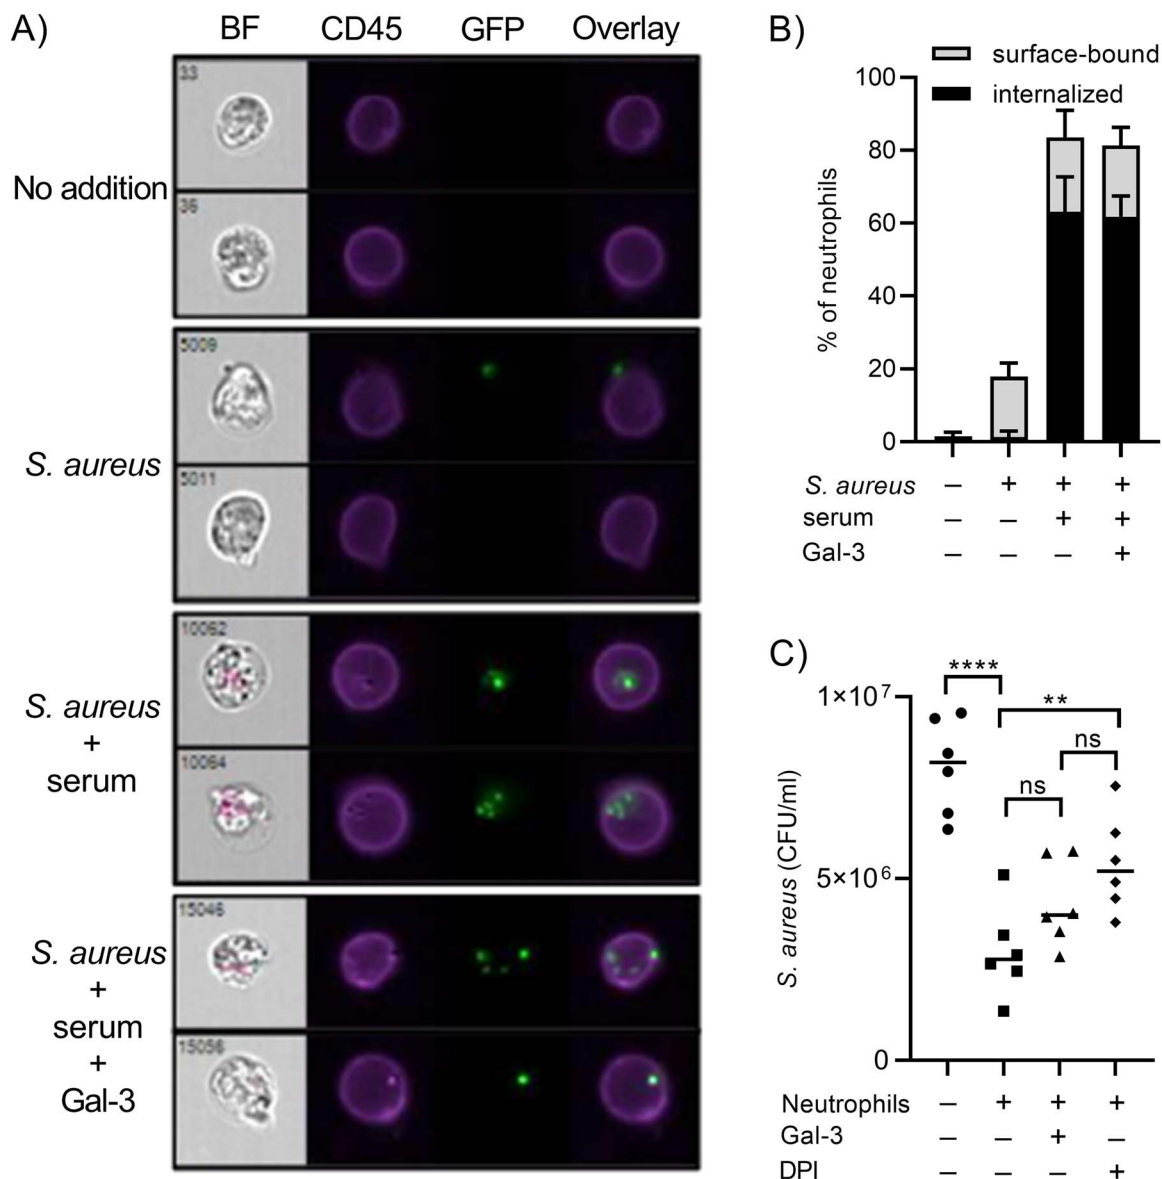 A)
BF CD45 GFP Overlay
No addition
33
36
S. aureus
5009
5011
S. aureus
+
serum
10062
10064
S. aureus
+
serum
+
Gal-3
15046
15056
B)
surface-bound
internalized
% of neutrophils
100
80
60
40
20
0
S. aureus – + + +
serum – – + +
Gal-3 – – – +
C)
**** 
**
ns
ns
S. aureus (CFU/ml)
1×10⁷
5×10⁶
0
Neutrophils – + + +
Gal-3 – – + –
DPI – – – +